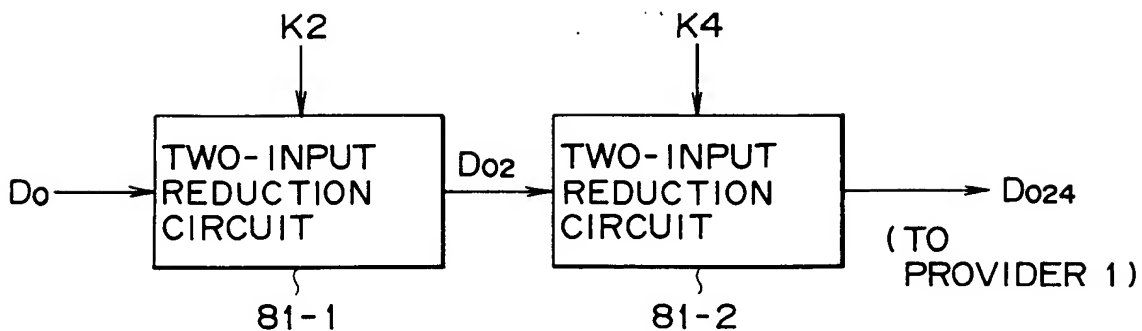 K2
K4
Do
TWO-INPUT
REDUCTION
CIRCUIT
Do2
TWO-INPUT
REDUCTION
CIRCUIT
Do24
(TO
PROVIDER 1)
81-1
81-2